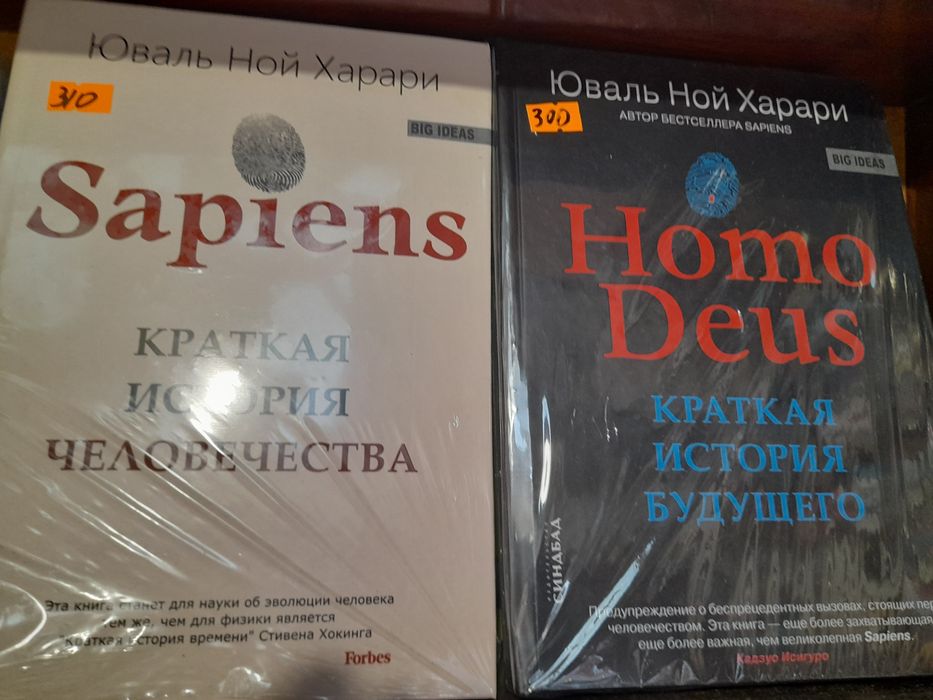 Юваль Ной Харари
310
BIG IDEAS
Sapiens
КРАТКАЯ
ИСТОРИЯ
ЧЕЛОВЕЧЕСТВА
Эта книга станет для науки об эволюции человека
тем же, чем для физики является
"Краткая история времени" Стивена Хокинга
Forbes
Юваль Ной Харари
АВТОР БЕСТСЕЛЛЕРА SAPIENS
300
BIG IDEAS
Homo
Deus
КРАТКАЯ
ИСТОРИЯ
БУДУЩЕГО
СИНДБАД
Предупреждение о беспрецедентных вызовах, стоящих пер
человечеством. Эта книга — еще более захватывающая
еще более важная, чем великолепная Sapiens.
Кадзуо Исигуро